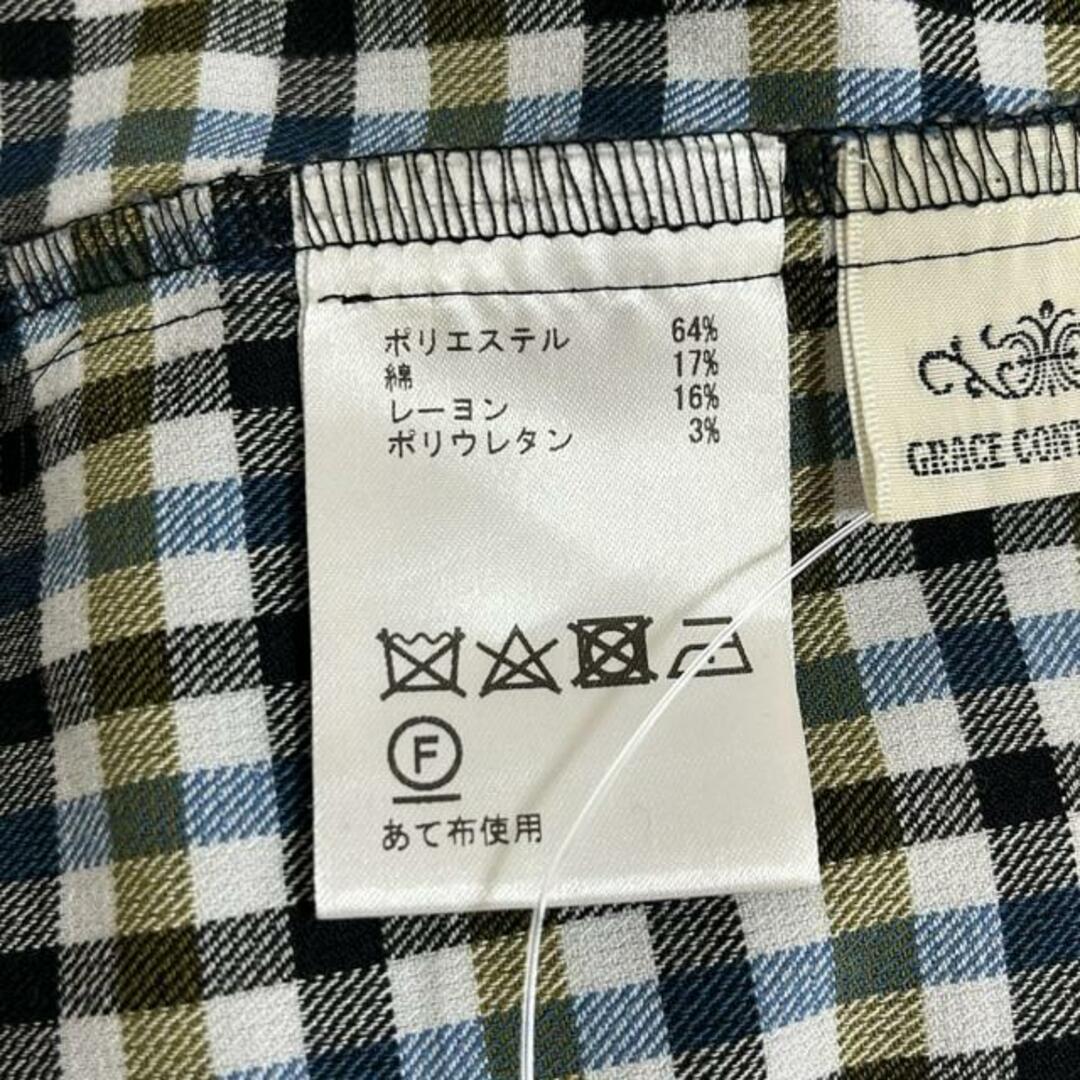 ポリエステル 64%
綿 17%
レーヨン 16%
ポリウレタン 3%
F
あて布使用
GRACE